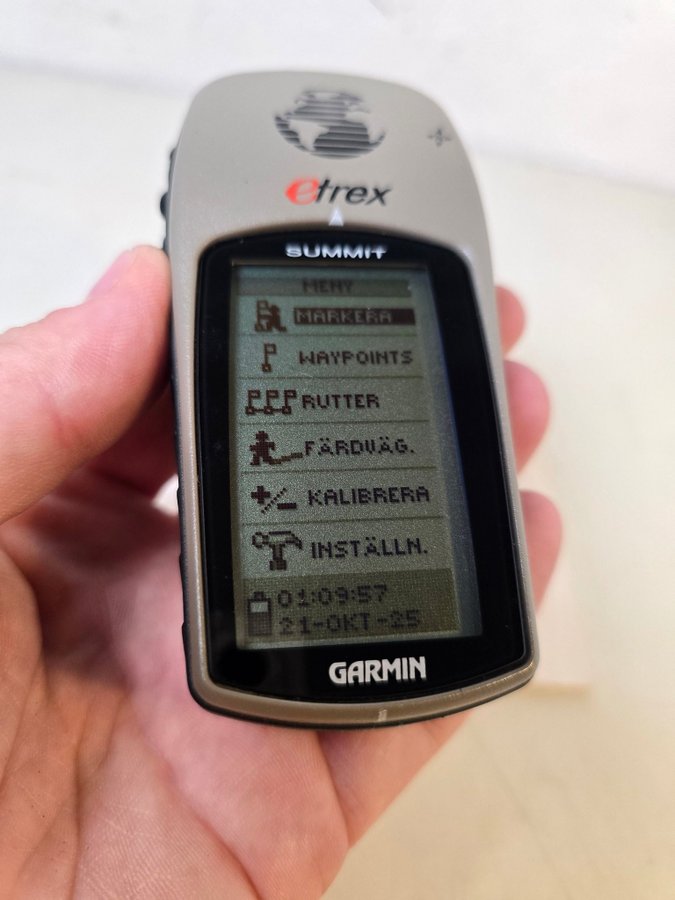 etrex
SUMMIT
MENY
MARKERA
WAYPOINTS
RUTTER
FÄRDVÄG.
KALIBRERA
INSTÄLLN.
01:09:57
21-OKT-25
GARMIN